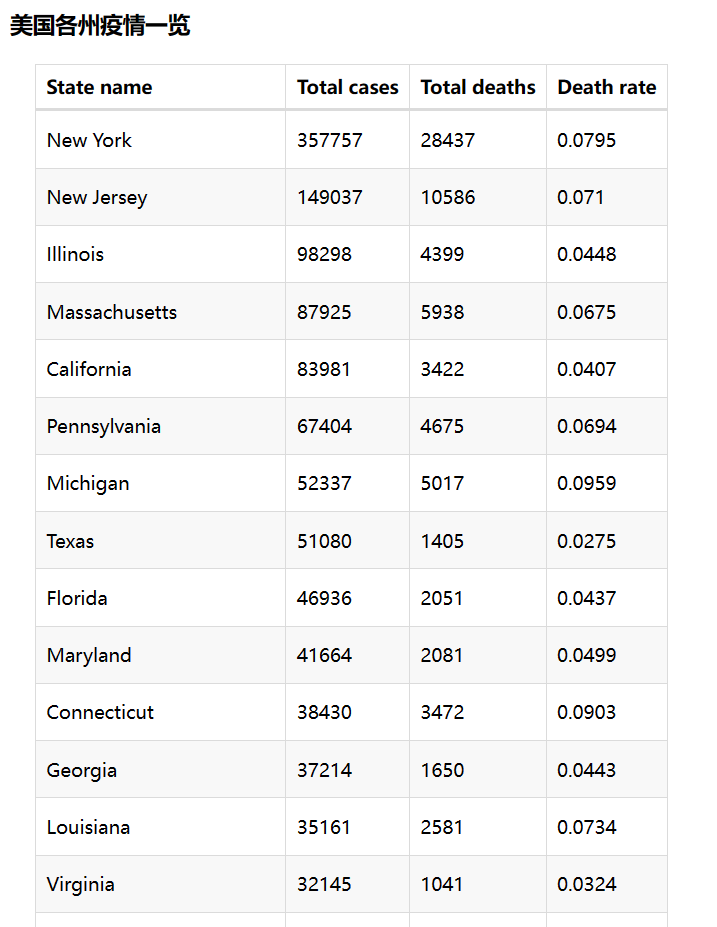 美国各州疫情一览
State name Total cases Total deaths Death rate
New York 357757 28437 0.0795
New Jersey 149037 10586 0.071
Illinois 98298 4399 0.0448
Massachusetts 87925 5938 0.0675
California 83981 3422 0.0407
Pennsylvania 67404 4675 0.0694
Michigan 52337 5017 0.0959
Texas 51080 1405 0.0275
Florida 46936 2051 0.0437
Maryland 41664 2081 0.0499
Connecticut 38430 3472 0.0903
Georgia 37214 1650 0.0443
Louisiana 35161 2581 0.0734
Virginia 32145 1041 0.0324